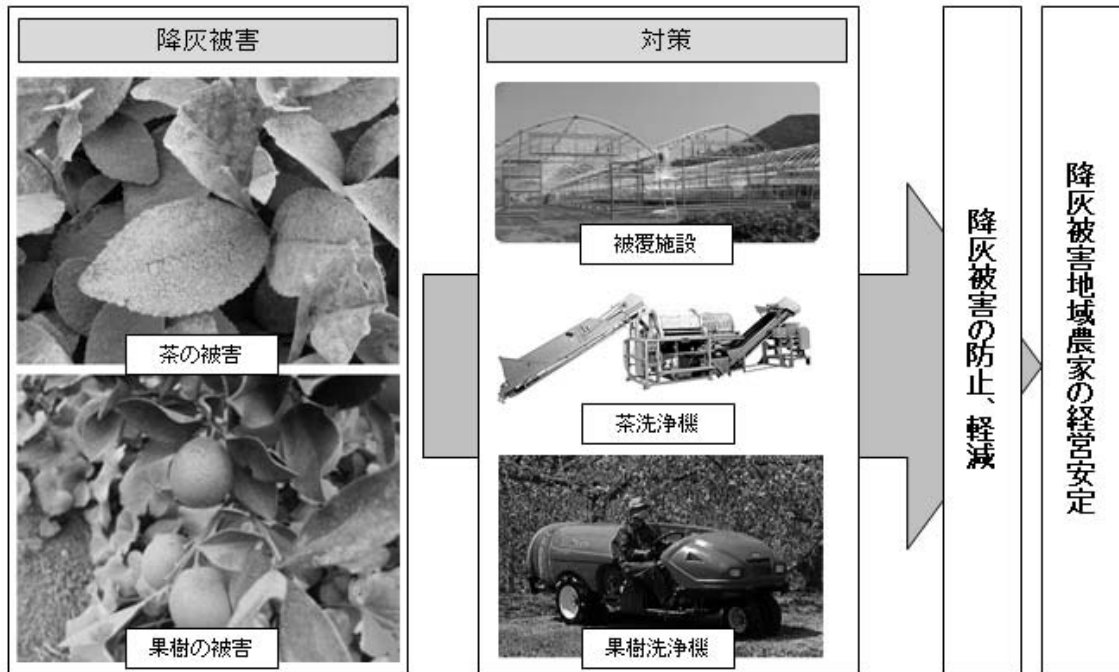 降灰被害
茶の被害
果樹の被害
対策
被覆施設
茶洗浄機
果樹洗浄機
降灰被害の防止、軽減
降灰被害地域農家の経営安定